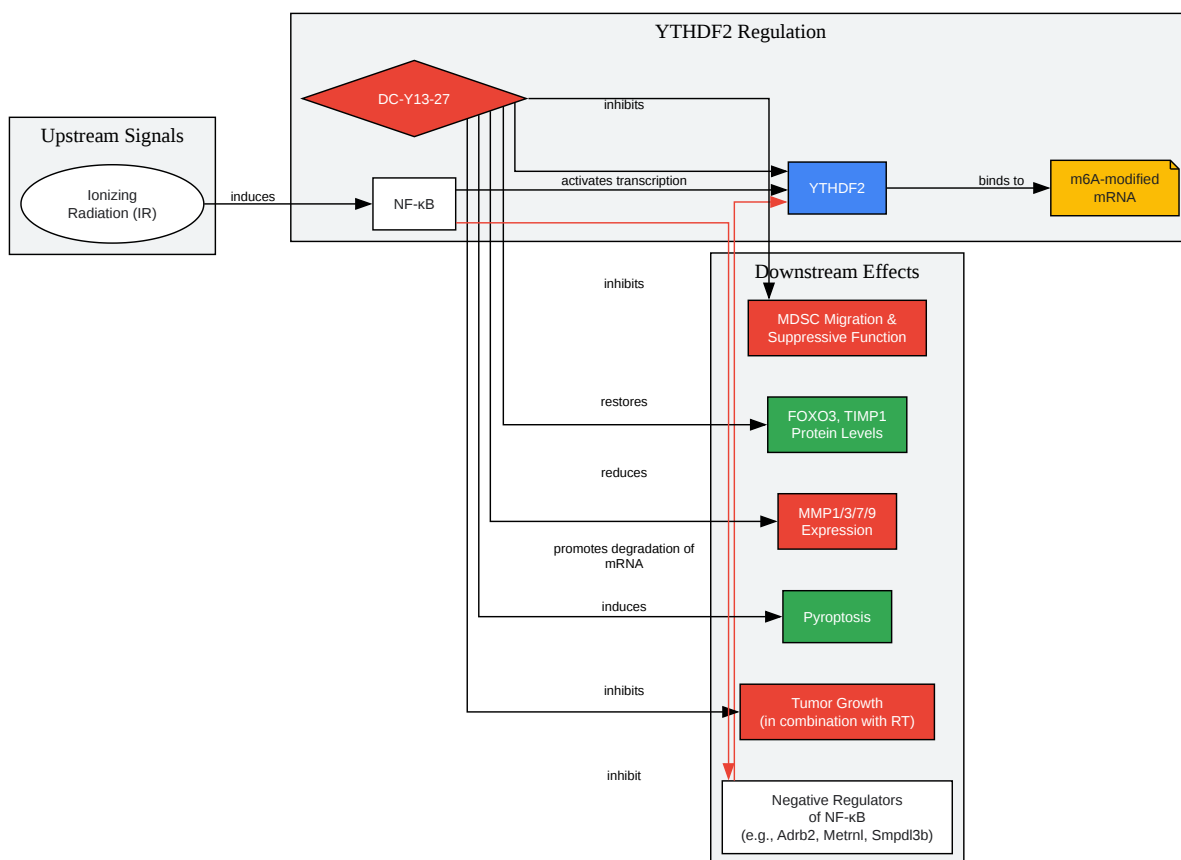 YTHDF2 Regulation
DC-Y13-27
inhibits
Upstream Signals
Ionizing
Radiation (IR)
induces
NF-κB
activates transcription
YTHDF2
binds to
m6A-modified
mRNA
Downstream Effects
inhibits
MDSC Migration &
Suppressive Function
restores
FOXO3, TIMP1
Protein Levels
reduces
MMP1/3/7/9
Expression
promotes degradation of
mRNA
induces
Pyroptosis
inhibits
Tumor Growth
(in combination with RT)
inhibit
Negative Regulators
of NF-κB
(e.g., Adrb2, Metrnl, Smpdl3b)